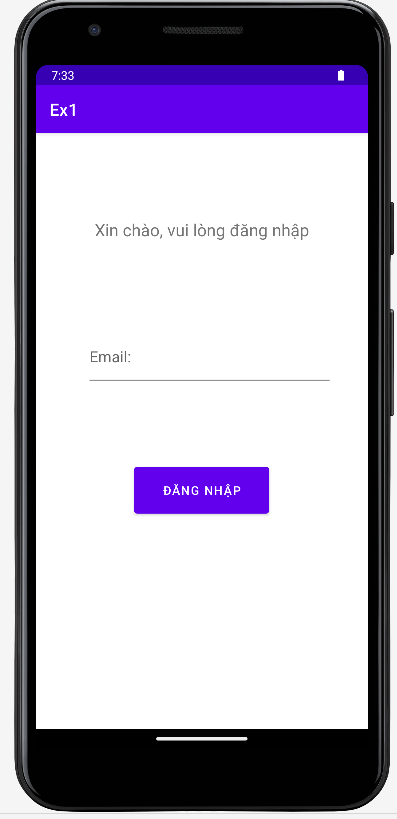 7:33
Ex1
Xin chào, vui lòng đăng nhập
Email:
ĐĂNG NHẬP